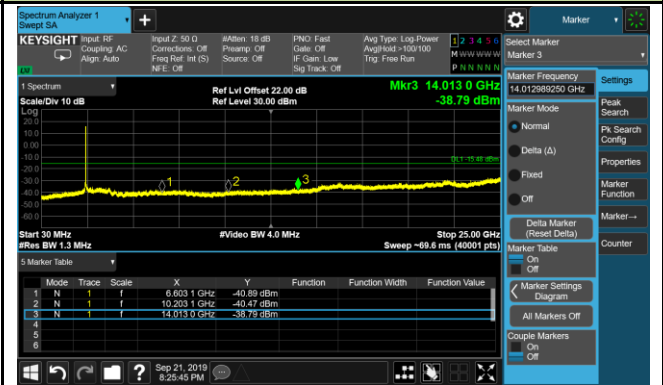 Spectrum Analyzer 1
Swept SA
Marker
KEYSIGHT
Input: RF
Coupling: AC
Align: Auto
Input Z: 50 Ω
Corrections: Off
Freq Ref: Int (S)
NFE: Off
#Atten: 18 dB
Preamp: Off
PNO: Fast
Gate: Off
IF Gain: Low
Sig Track: Off
Avg Type: Log-Power
Avg|Hold:>100/100
Trig: Free Run
1 2 3 4 5 6
M W W W W W
P N N N N N
Select Marker
Marker 3
1 Spectrum
Scale/Div 10 dB
Log
Ref Lvl Offset 22.00 dB
Ref Level 30.00 dBm
Mkr3 14.013 0 GHz
-38.79 dBm
20.0
10.0
0.00
-10.0
-20.0
-30.0
-40.0
-50.0
-60.0
DL1 -15.48 dBm
1
2
3
Start 30 MHz
#Res BW 1.3 MHz
#Video BW 4.0 MHz
Stop 25.00 GHz
Sweep ~69.6 ms (40001 pts)
5 Marker Table
Mode Trace Scale X Y Function Function Width Function Value
1 N 1 f 6.603 1 GHz -40.89 dBm
2 N 1 f 10.203 1 GHz -40.47 dBm
3 N 1 f 14.013 0 GHz -38.79 dBm
4
5
6
Marker Frequency
14.012989250 GHz
Marker Mode
Normal
Delta (Δ)
Fixed
Off
Delta Marker
(Reset Delta)
Marker Table
On
Off
Marker Settings
Diagram
All Markers Off
Couple Markers
On
Off
Settings
Peak
Search
Pk Search
Config
Properties
Marker
Function
Marker→
Counter
?
Sep 21, 2019
8:25:45 PM